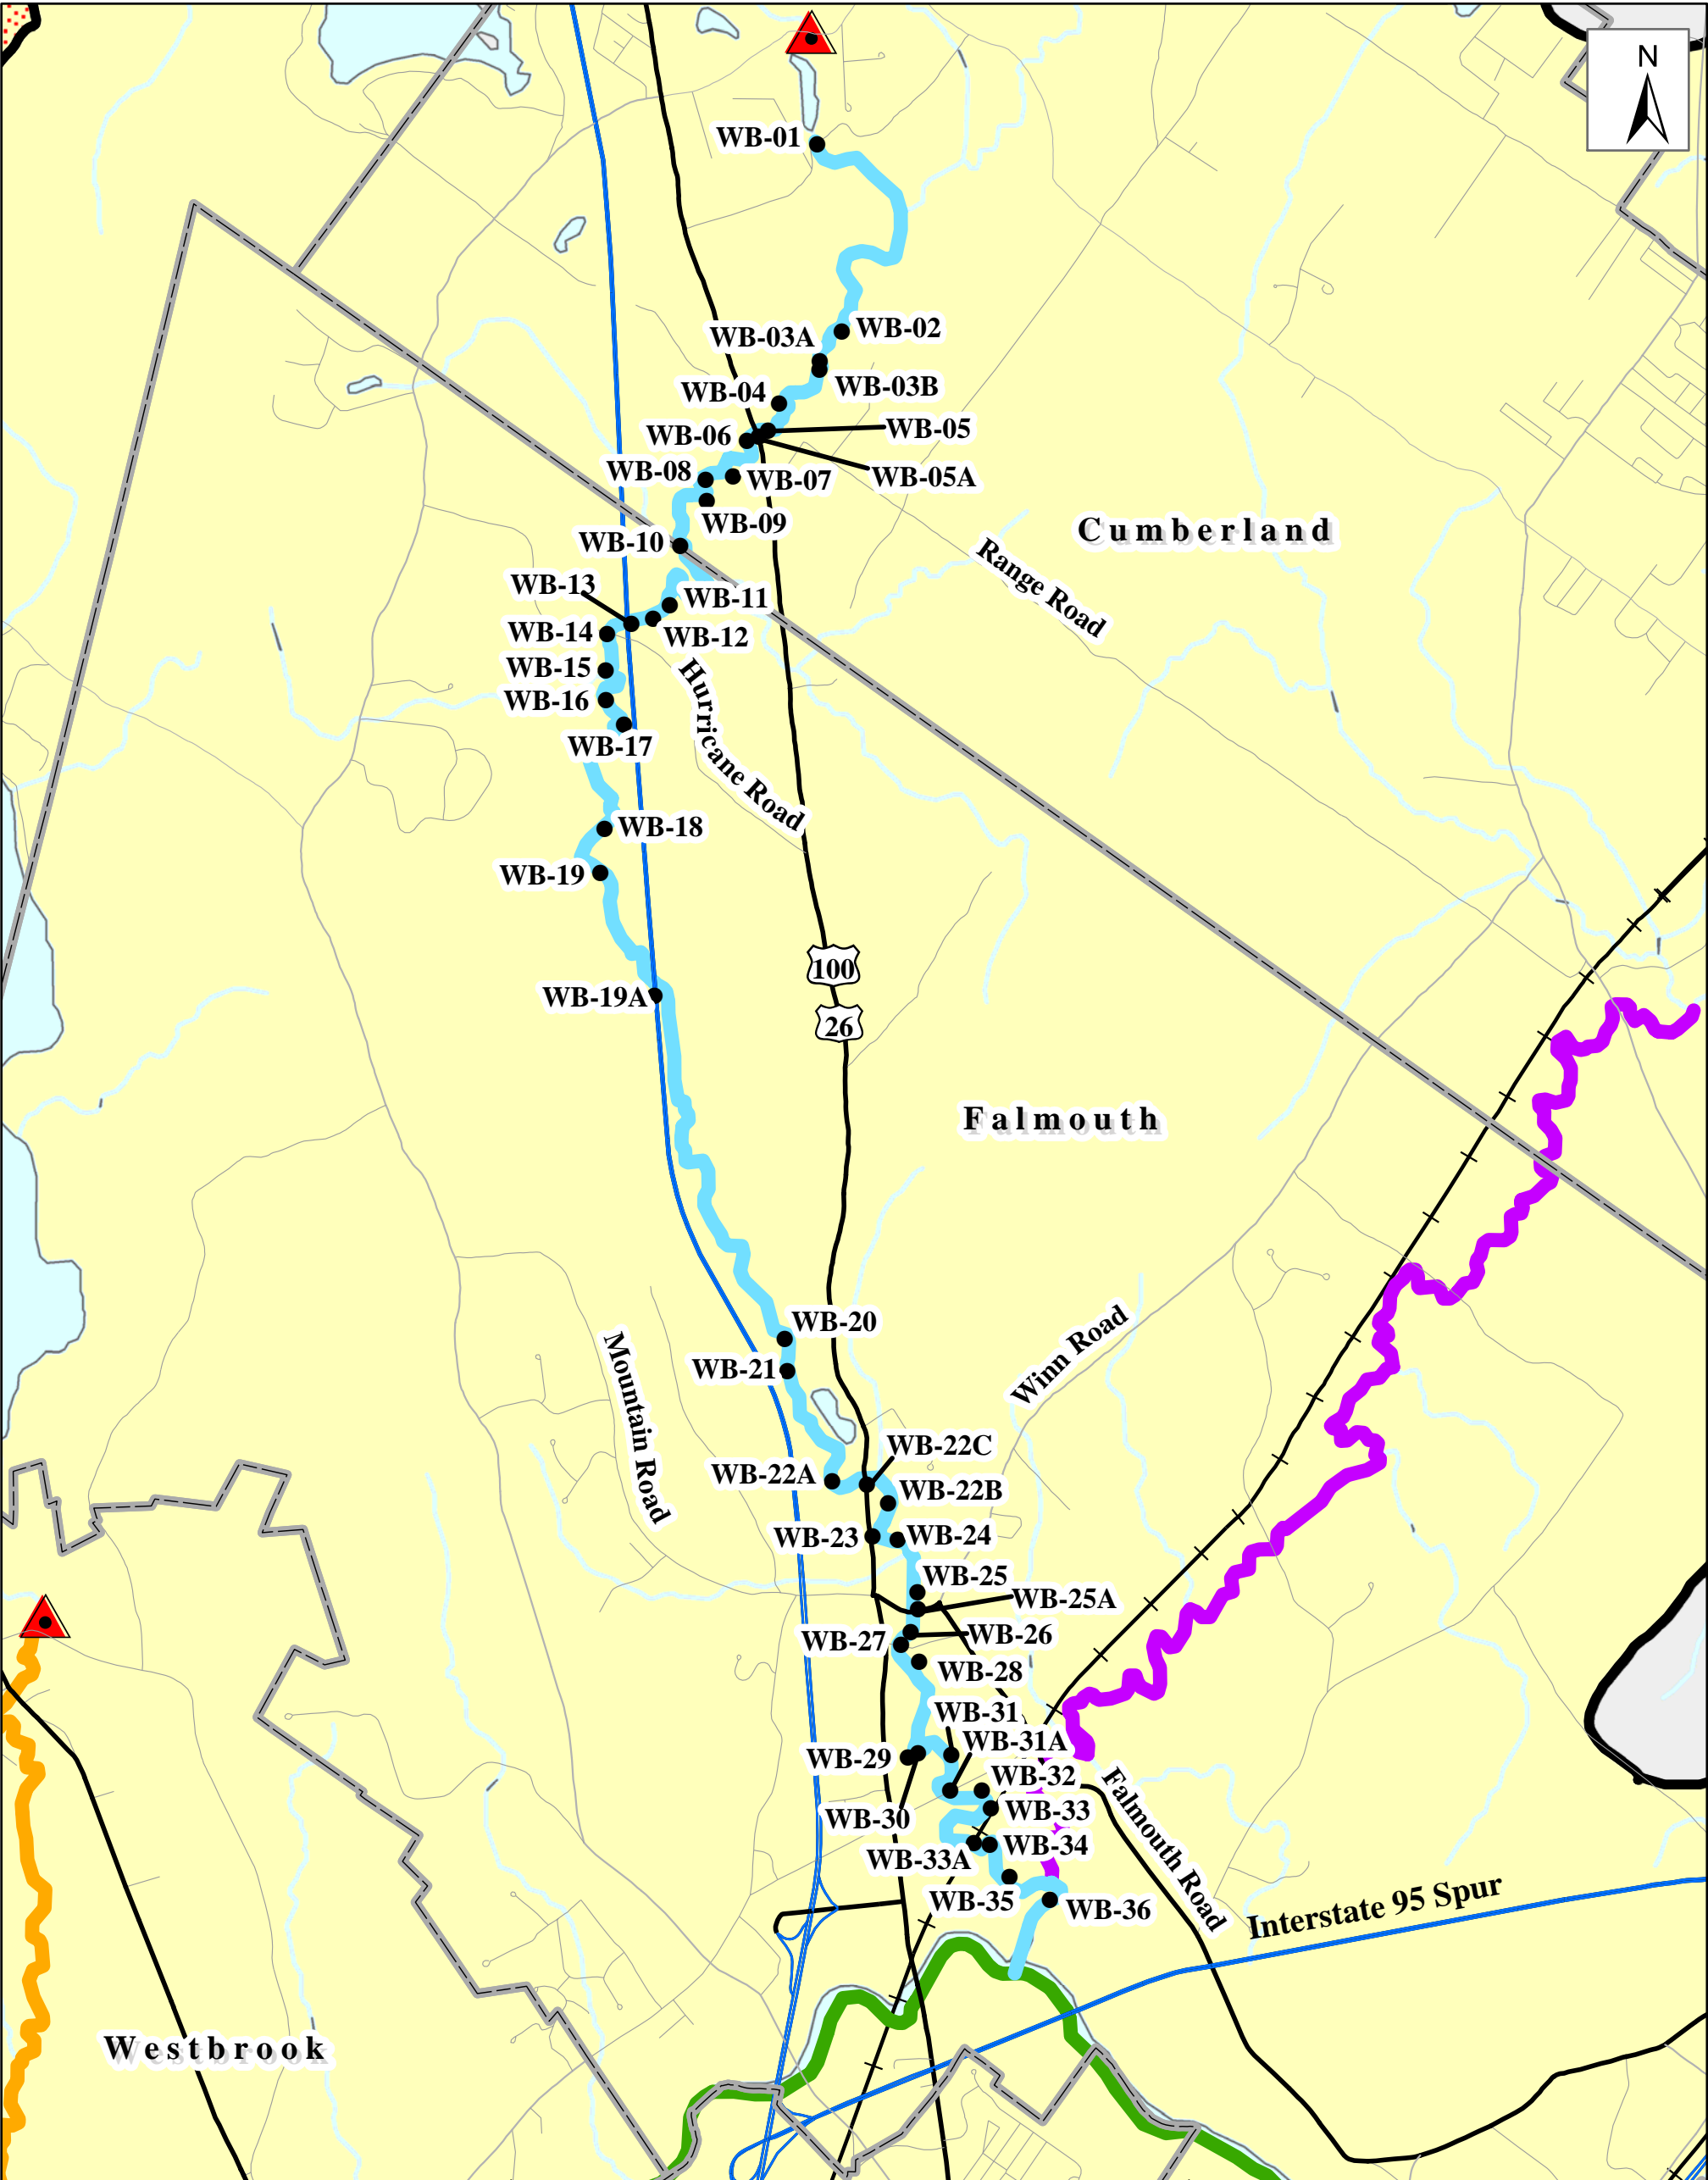 N
WB-01
WB-02
WB-03A
WB-03B
WB-04
WB-05
WB-06
WB-05A
WB-08
WB-07
WB-09
Cumberland
WB-10
Range Road
WB-13
WB-11
WB-14
WB-12
WB-15
WB-16
Hurricane Road
WB-17
WB-18
WB-19
100
WB-19A
26
Falmouth
WB-20
Winn Road
WB-21
Mountain Road
WB-22C
WB-22A
WB-22B
WB-23
WB-24
WB-25
WB-25A
WB-26
WB-27
WB-28
WB-31
WB-31A
WB-29
WB-32
WB-33
WB-30
Falmouth Road
WB-34
WB-33A
WB-35
WB-36
Interstate 95 Spur
Westbrook